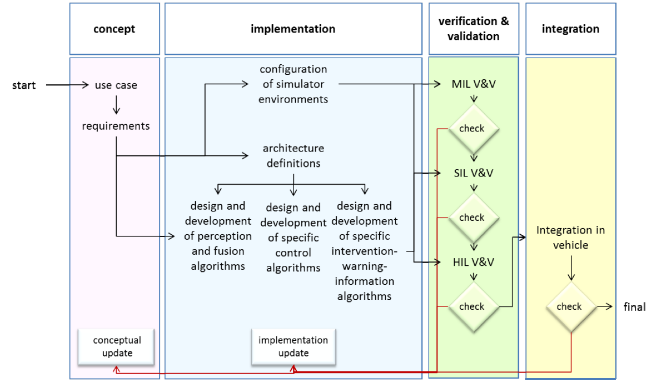 concept
implementation
verification &
validation
integration
start
use case
requirements
configuration
of simulator
environments
architecture
definitions
design and
development
of perception
and fusion
algorithms
design and
development
of specific
control
algorithms
design and
development
of specific
intervention-
warning-
information
algorithms
MIL V&V
check
SIL V&V
check
HIL V&V
check
Integration in
vehicle
check
final
conceptual
update
implementation
update